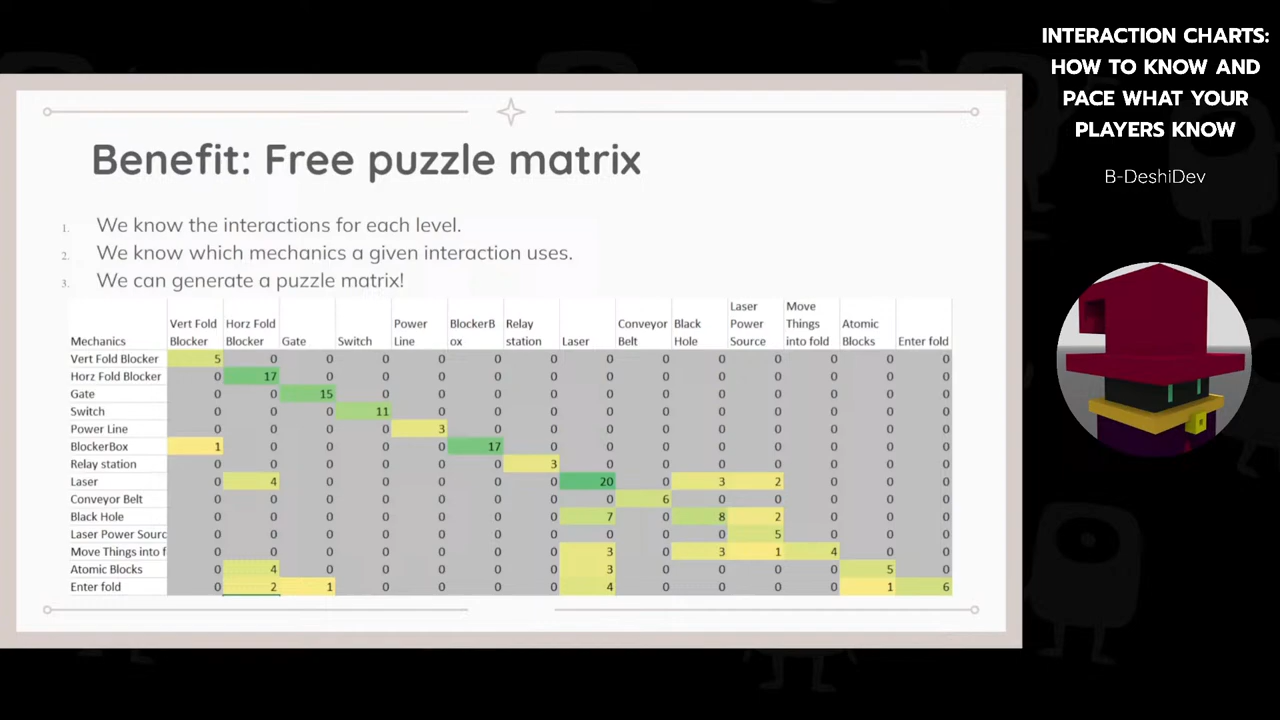 Benefit: Free puzzle matrix
1. We know the interactions for each level.
2. We know which mechanics a given interaction uses.
3. We can generate a puzzle matrix!
Mechanics Vert Fold Blocker Horz Fold Blocker Gate Switch Power Line BlockerB ox Relay station Laser Conveyor Belt Black Hole Laser Power Source Move Things into fold Atomic Blocks Enter fold
Vert Fold Blocker 5 0 0 0 0 0 0 0 0 0 0 0 0 0
Horz Fold Blocker 0 17 0 0 0 0 0 0 0 0 0 0 0 0
Gate 0 0 15 0 0 0 0 0 0 0 0 0 0 0
Switch 0 0 0 11 0 0 0 0 0 0 0 0 0 0
Power Line 0 0 0 0 3 0 0 0 0 0 0 0 0 0
BlockerBox 1 0 0 0 0 17 0 0 0 0 0 0 0 0
Relay station 0 0 0 0 0 0 3 0 0 0 0 0 0 0
Laser 0 4 0 0 0 0 0 20 0 3 2 0 0 0
Conveyor Belt 0 0 0 0 0 0 0 0 6 0 0 0 0 0
Black Hole 0 0 0 0 0 0 0 7 0 8 2 0 0 0
Laser Power Sourc 0 0 0 0 0 0 0 0 0 0 5 0 0 0
Move Things into f 0 0 0 0 0 0 0 3 0 3 1 4 0 0
Atomic Blocks 0 4 0 0 0 0 0 3 0 0 0 0 5 0
Enter fold 0 2 1 0 0 0 0 4 0 0 0 0 1 6
INTERACTION CHARTS:
HOW TO KNOW AND
PACE WHAT YOUR
PLAYERS KNOW
B-DeshiDev